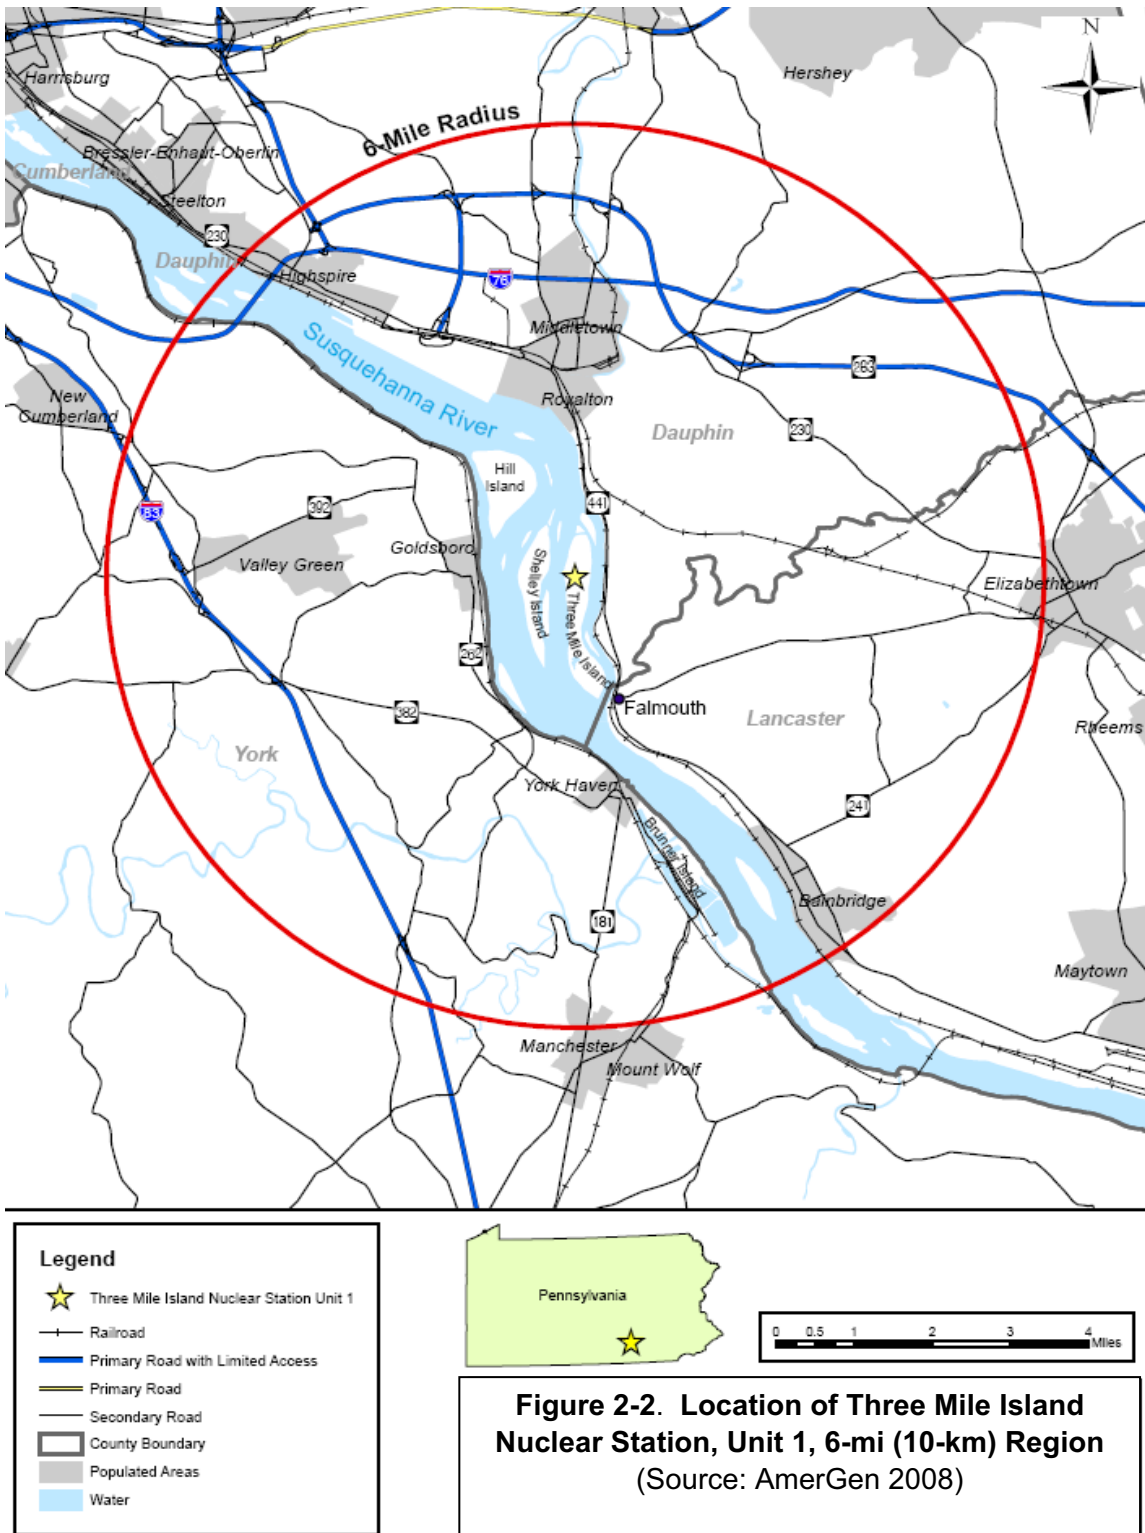 N
Harrisburg
Hershey
6-Mile Radius
Bressler-Enhaut-Oberlin
Cumberland
Steelton
230
Dauphin
Highspire
76
Middletown
Susquehanna River
283
New
Cumberland
Royalton
Dauphin
230
Hill
Island
441
83
392
Goldsboro
Valley Green
Shelley Island
Elizabethtown
Three Mile Island
262
Falmouth
382
Lancaster
Rheems
York
York Haven
241
Brunner Island
Bainbridge
181
Maytown
Manchester
Mount Wolf
Legend
Three Mile Island Nuclear Station Unit 1
Railroad
Primary Road with Limited Access
Primary Road
Secondary Road
County Boundary
Populated Areas
Water
Pennsylvania
0 0.5 1 2 3 4
Miles
Figure 2-2. Location of Three Mile Island
Nuclear Station, Unit 1, 6-mi (10-km) Region
(Source: AmerGen 2008)